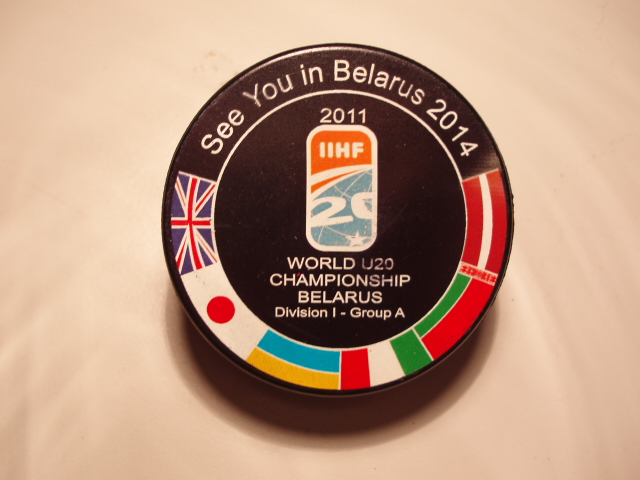 See You in Belarus 2014
2011
IIHF
20
WORLD U20
CHAMPIONSHIP
BELARUS
Division I - Group A